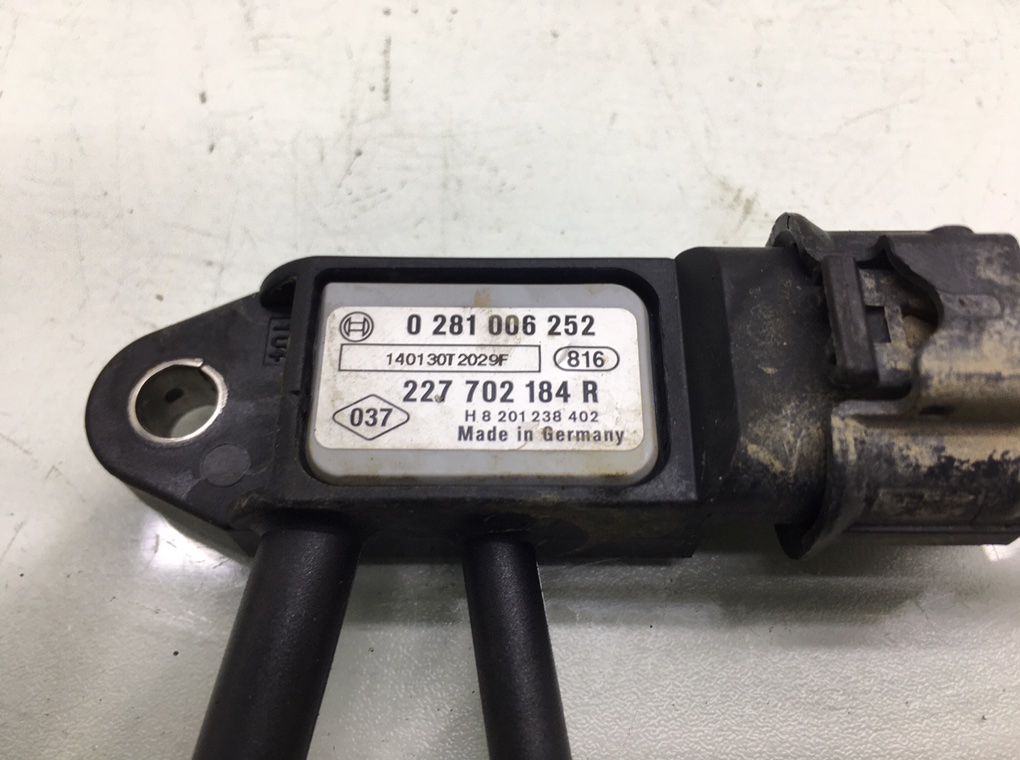 0 281 006 252
140130T2029F 816
227 702 184 R
037 H 8 201 238 402
Made in Germany